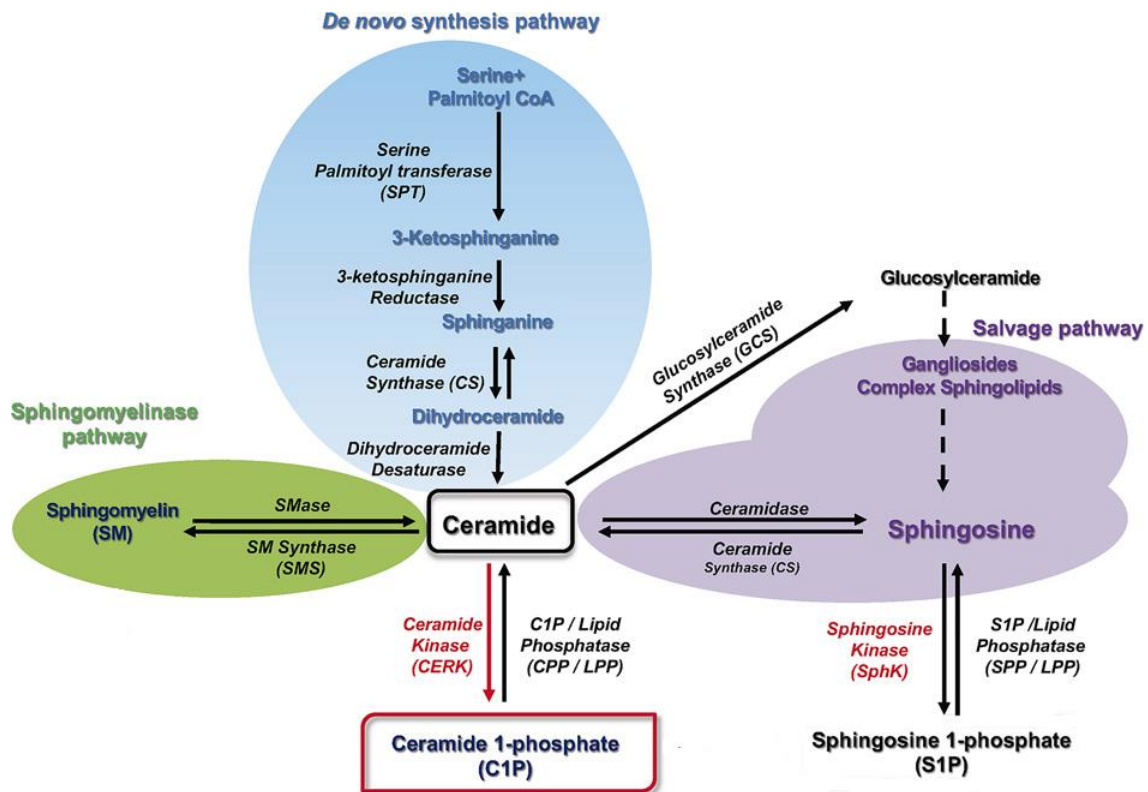 De novo synthesis pathway
Serine+
Palmitoyl CoA
Serine
Palmitoyl transferase
(SPT)
3-Ketosphinganine
3-ketosphinganine
Reductase
Sphinganine
Ceramide
Synthase (CS)
Dihydroceramide
Dihydroceramide
Desaturase
Glucosylceramide
Synthase (GCS)
Glucosylceramide
Salvage pathway
Gangliosides
Complex Sphingolipids
Sphingomyelinase
pathway
Sphingomyelin
(SM)
SMase
SM Synthase
(SMS)
Ceramide
Ceramidase
Ceramide
Synthase (CS)
Sphingosine
Ceramide
Kinase
(CERK)
C1P / Lipid
Phosphatase
(CPP / LPP)
Sphingosine
Kinase
(SphK)
S1P /Lipid
Phosphatase
(SPP / LPP)
Ceramide 1-phosphate
(C1P)
Sphingosine 1-phosphate
(S1P)